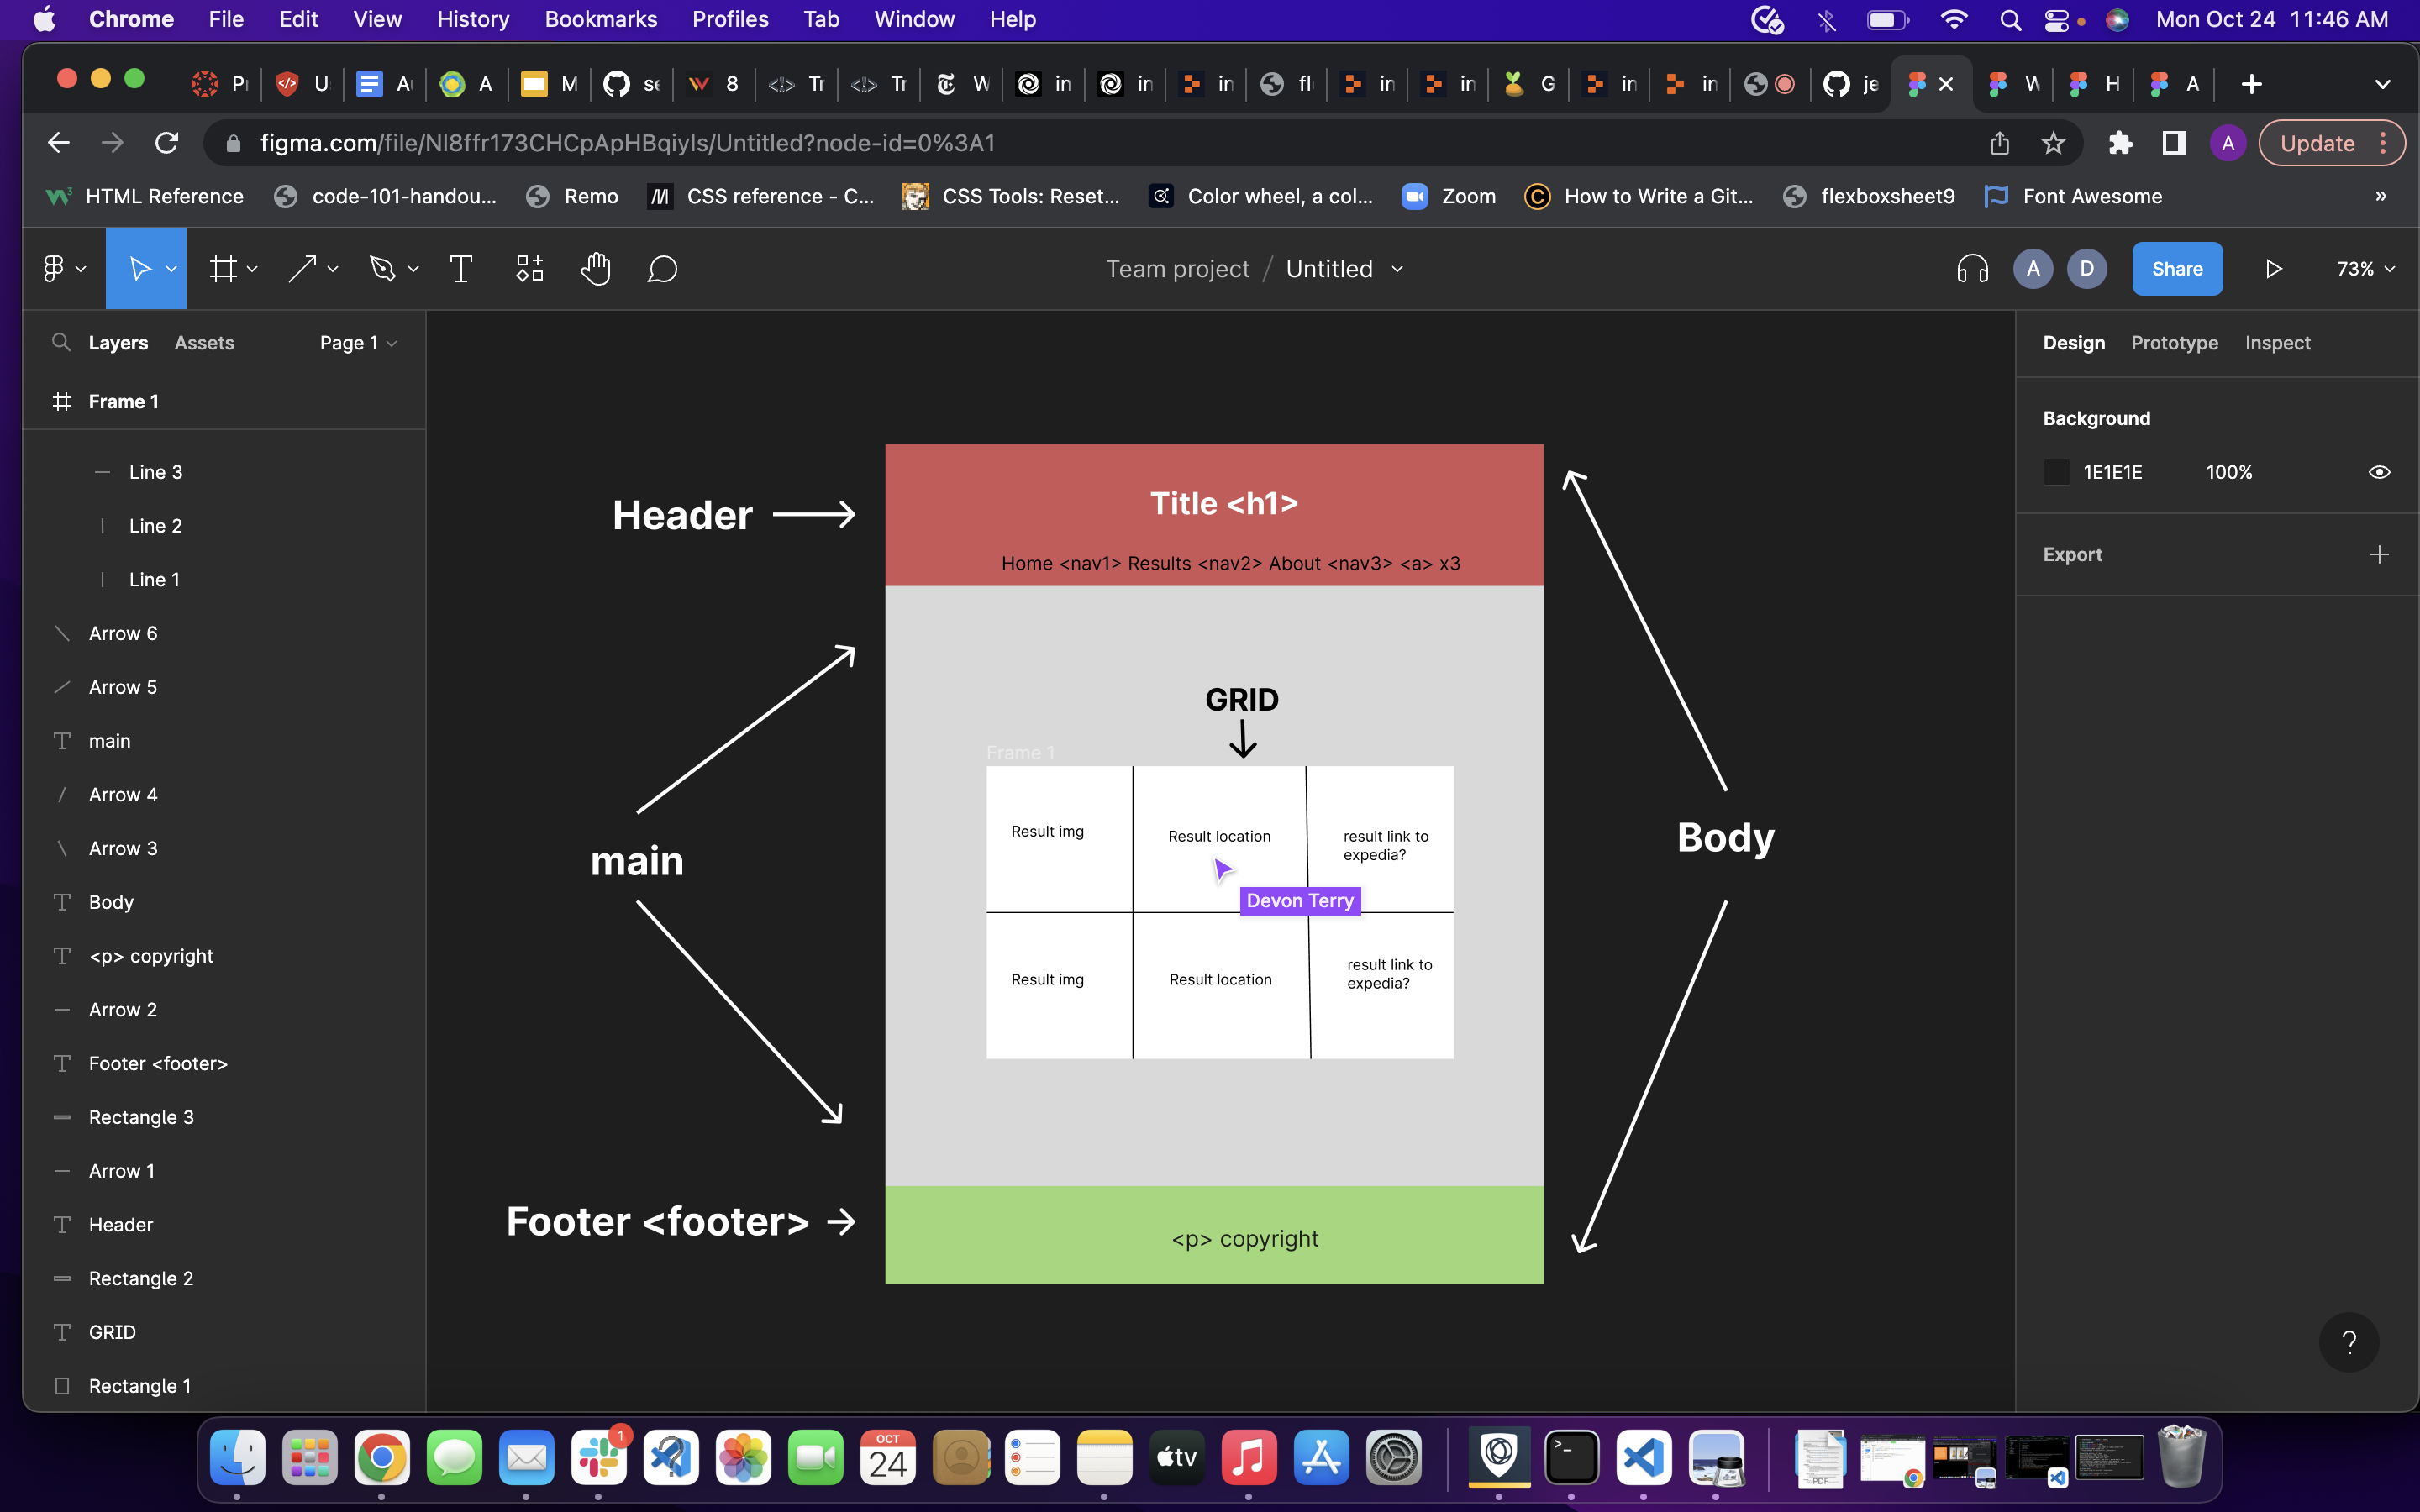 Chrome File Edit View History Bookmarks Profiles Tab Window Help Mon Oct 24 11:46 AM
U A M 8 Tr Tr W in in in fl in in G in in je W H A
figma.com/file/Nl8ffr173CHCpApHBqiyIs/Untitled?node-id=0%3A1 A Update
HTML Reference code-101-handou... Remo CSS reference - C... CSS Tools: Reset... Color wheel, a col... Zoom How to Write a Git... flexboxsheet9 Font Awesome »
Team project / Untitled A D Share 73%
Layers Assets Page 1
Frame 1
Line 3
Line 2
Line 1
Arrow 6
Arrow 5
main
Arrow 4
Arrow 3
Body
<p> copyright
Arrow 2
Footer <footer>
Rectangle 3
Arrow 1
Header
Rectangle 2
GRID
Rectangle 1
Header
Title <h1>
Home <nav1> Results <nav2> About <nav3> <a> x3
GRID
Frame 1
Result img
Result location
result link to
expedia?
Devon Terry
Result img
Result location
result link to
expedia?
main
Body
Footer <footer>
<p> copyright
Design Prototype Inspect
Background
1E1E1E 100%
Export
?
1
OCT
24
tv
PDF